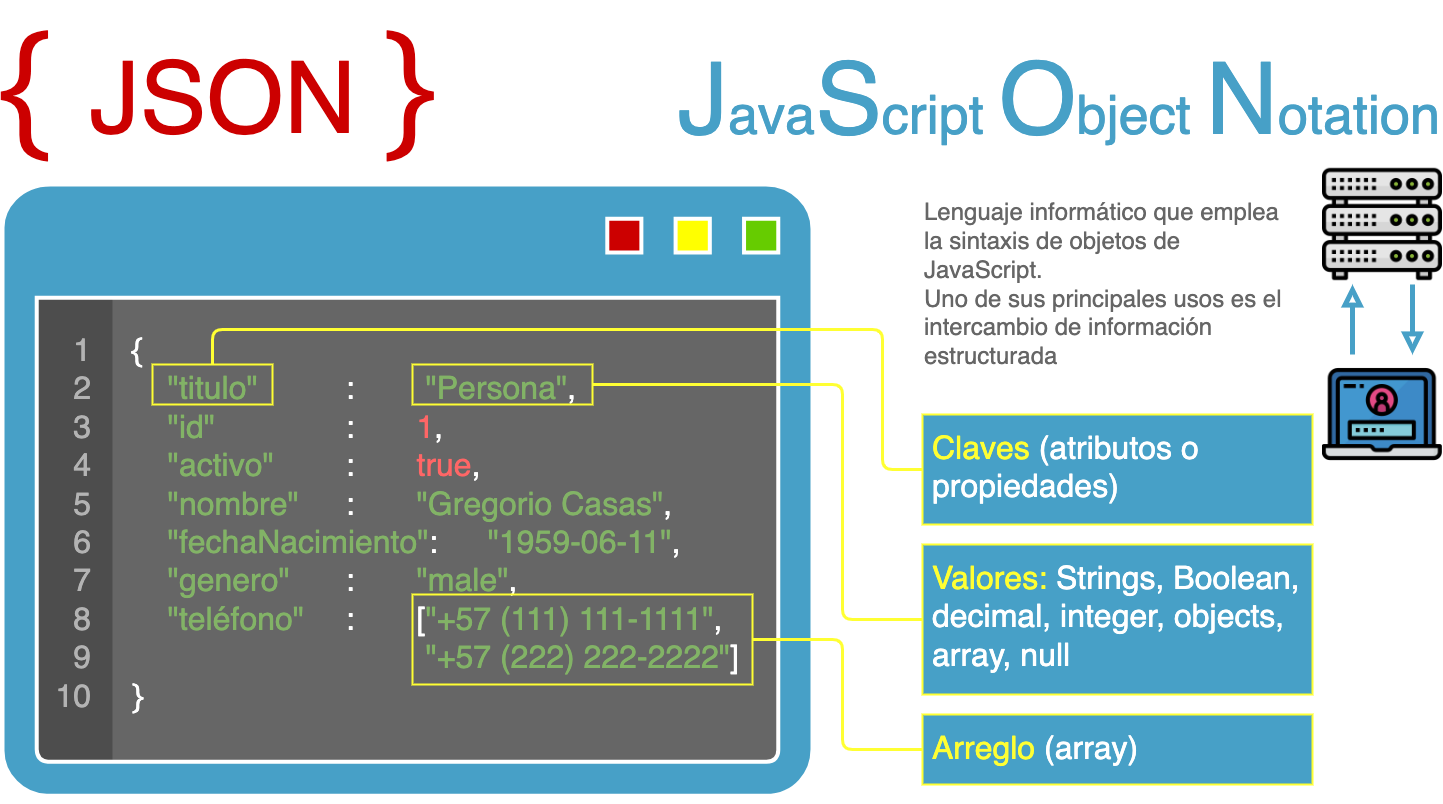 { JSON }
JavaScript Object Notation
Lenguaje informático que emplea
la sintaxis de objetos de
JavaScript.
Uno de sus principales usos es el
intercambio de información
estructurada
1 {
2 "titulo" : "Persona",
3 "id" : 1,
4 "activo" : true,
5 "nombre" : "Gregorio Casas",
6 "fechaNacimiento": "1959-06-11",
7 "genero" : "male",
8 "teléfono" : ["+57 (111) 111-1111",
9 "+57 (222) 222-2222"]
10 }
Claves (atributos o
propiedades)
Valores: Strings, Boolean,
decimal, integer, objects,
array, null
Arreglo (array)